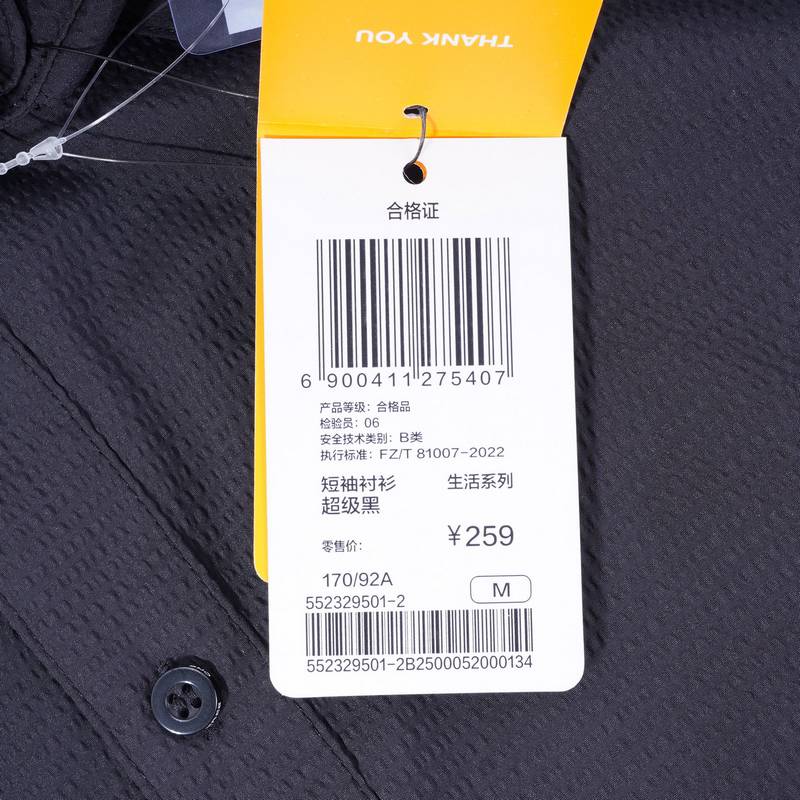 THANK YOU
合格证
6 900411 275407
产品等级：合格品
检验员：06
安全技术类别：B类
执行标准：FZ/T 81007-2022
短袖衬衫 生活系列
超级黑
零售价： ¥259
170/92A M
552329501-2
552329501-2B2500052000134